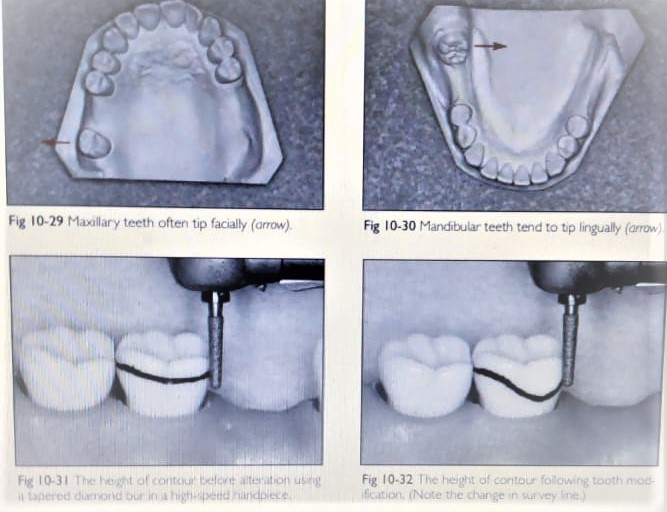 Fig 10-29 Maxillary teeth often tip facially (arrow).
Fig 10-30 Mandibular teeth tend to tip lingually (arrow).
Fig 10-31 The height of contour before alteration using
a tapered diamond bur in a high-speed handpiece.
Fig 10-32 The height of contour following tooth mod-
ification. (Note the change in survey line.)